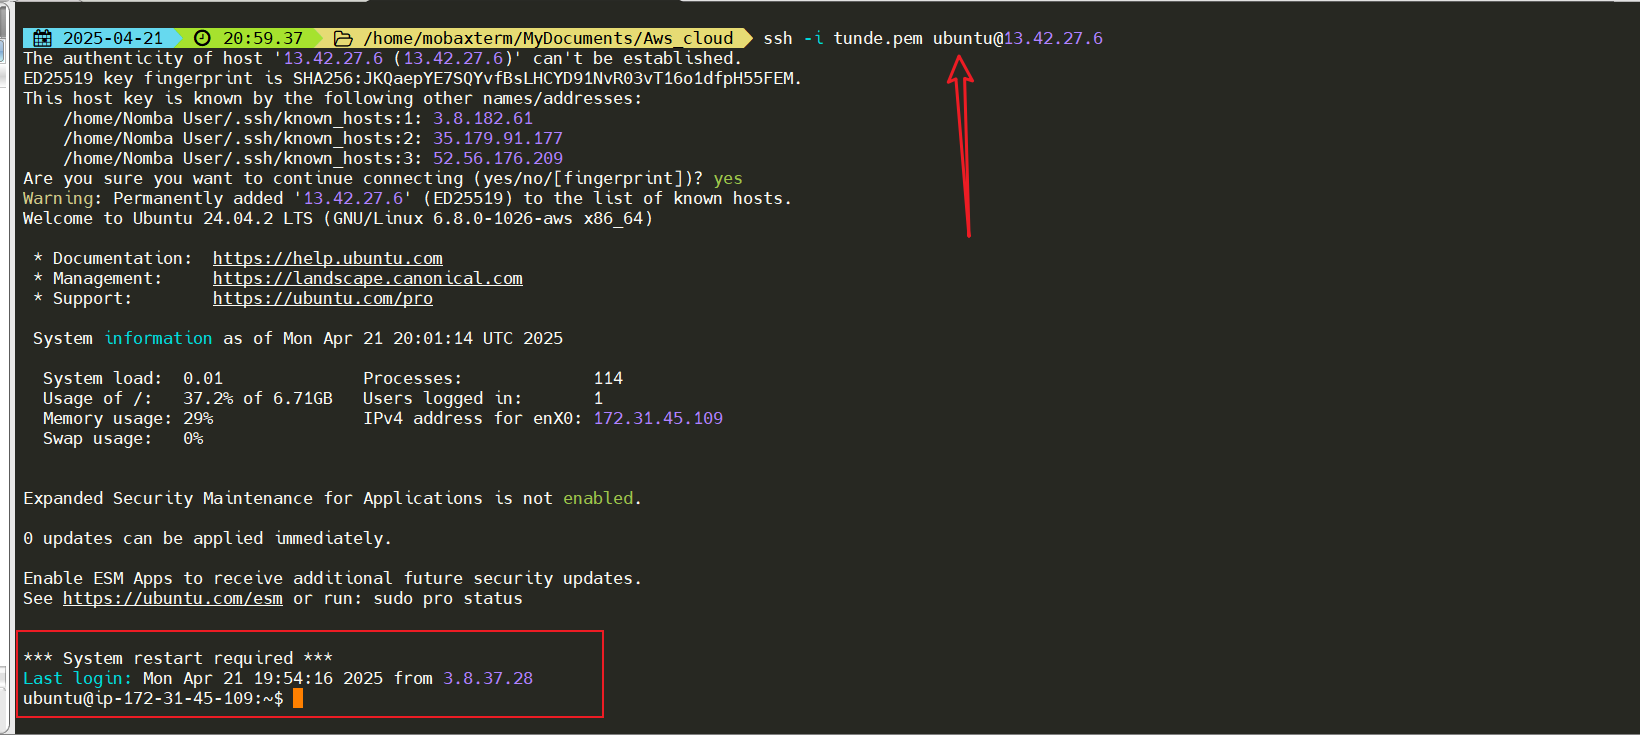 2025-04-21 20:59.37 /home/mobaxterm/MyDocuments/Aws_cloud ssh -i tunde.pem ubuntu@13.42.27.6
The authenticity of host '13.42.27.6 (13.42.27.6)' can't be established.
ED25519 key fingerprint is SHA256:JKQaepYE7SQYvfBsLHCYD91NvR03vT16o1dfpH55FEM.
This host key is known by the following other names/addresses:
/home/Nomba User/.ssh/known_hosts:1: 3.8.182.61
/home/Nomba User/.ssh/known_hosts:2: 35.179.91.177
/home/Nomba User/.ssh/known_hosts:3: 52.56.176.209
Are you sure you want to continue connecting (yes/no/[fingerprint])? yes
Warning: Permanently added '13.42.27.6' (ED25519) to the list of known hosts.
Welcome to Ubuntu 24.04.2 LTS (GNU/Linux 6.8.0-1026-aws x86_64)
* Documentation: https://help.ubuntu.com
* Management: https://landscape.canonical.com
* Support: https://ubuntu.com/pro
System information as of Mon Apr 21 20:01:14 UTC 2025
System load: 0.01 Processes: 114
Usage of /: 37.2% of 6.71GB Users logged in: 1
Memory usage: 29% IPv4 address for enX0: 172.31.45.109
Swap usage: 0%
Expanded Security Maintenance for Applications is not enabled.
0 updates can be applied immediately.
Enable ESM Apps to receive additional future security updates.
See https://ubuntu.com/esm or run: sudo pro status
*** System restart required ***
Last login: Mon Apr 21 19:54:16 2025 from 3.8.37.28
ubuntu@ip-172-31-45-109:~$